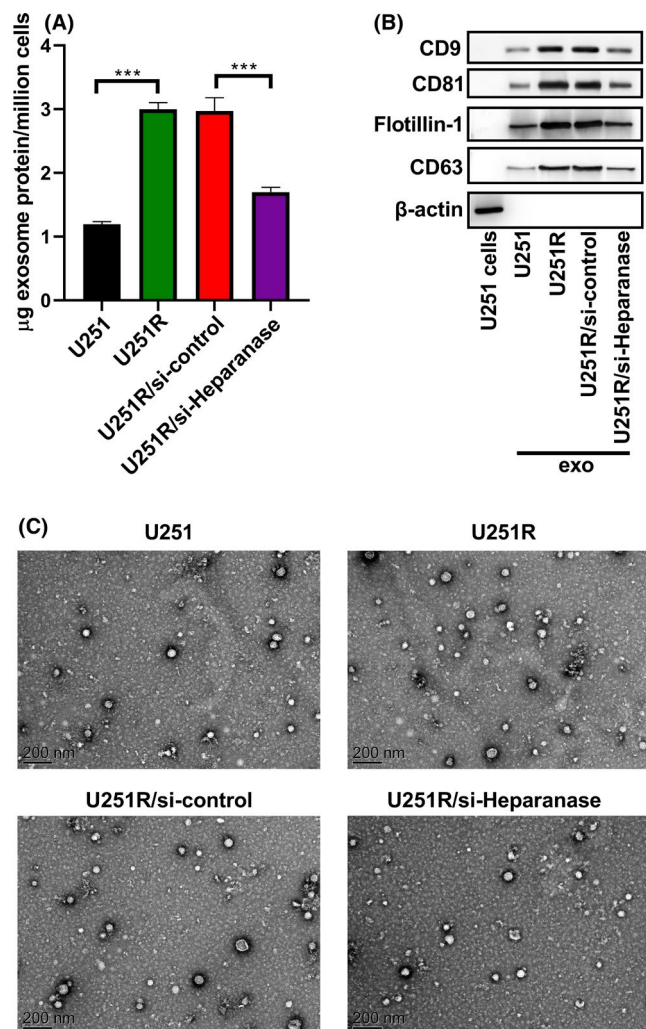 (A)
μg exosome protein/million cells
4
3
2
1
0
***
***
U251
U251R
U251R/si-control
U251R/si-Heparanase
(B)
CD9
CD81
Flotillin-1
CD63
β-actin
U251 cells
U251
U251R
U251R/si-control
U251R/si-Heparanase
exo
(C)
U251
U251R
200 nm
200 nm
U251R/si-control
U251R/si-Heparanase
200 nm
200 nm